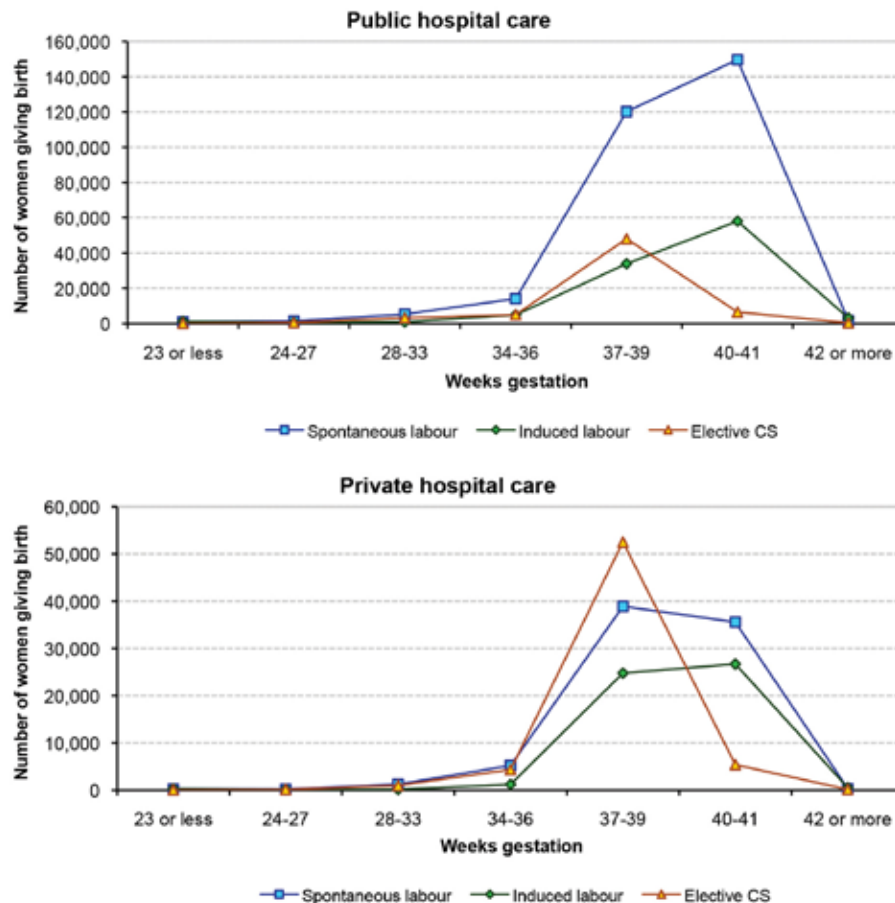 Public hospital care
160,000
140,000
120,000
100,000
80,000
60,000
40,000
20,000
0
Number of women giving birth
23 or less 24-27 28-33 34-36 37-39 40-41 42 or more
Weeks gestation
Spontaneous labour Induced labour Elective CS
Private hospital care
60,000
50,000
40,000
30,000
20,000
10,000
0
Number of women giving birth
23 or less 24-27 28-33 34-36 37-39 40-41 42 or more
Weeks gestation
Spontaneous labour Induced labour Elective CS